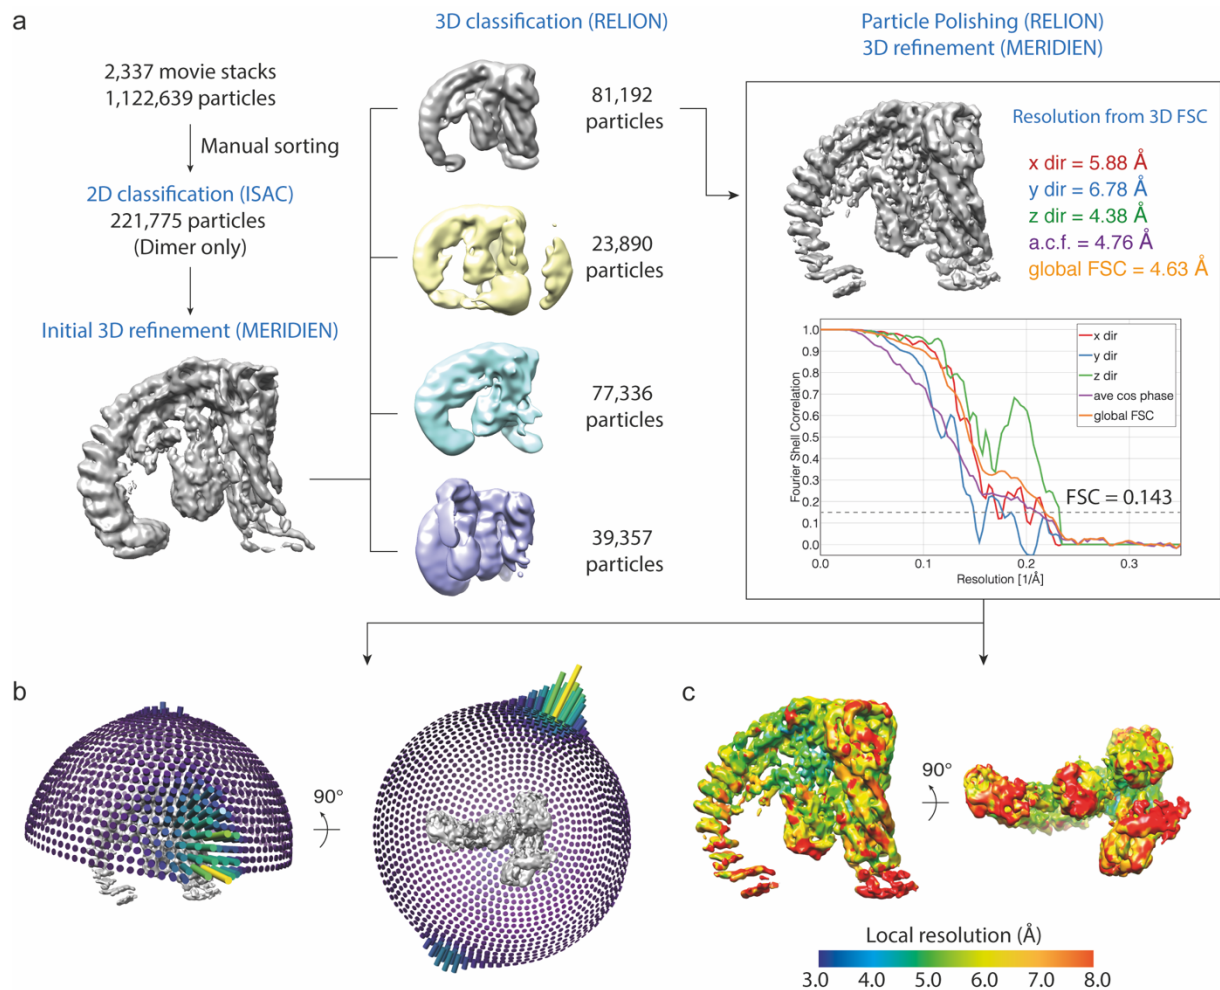 a
3D classification (RELION)
Particle Polishing (RELION)
3D refinement (MERIDIEN)
2,337 movie stacks
1,122,639 particles
Manual sorting
2D classification (ISAC)
221,775 particles
(Dimer only)
Initial 3D refinement (MERIDIEN)
81,192
particles
23,890
particles
77,336
particles
39,357
particles
Resolution from 3D FSC
x dir = 5.88 Å
y dir = 6.78 Å
z dir = 4.38 Å
a.c.f. = 4.76 Å
global FSC = 4.63 Å
1.0
0.9
0.8
0.7
0.6
0.5
0.4
0.3
0.2
0.1
0.0
Fourier Shell Correlation
x dir
y dir
z dir
ave cos phase
global FSC
FSC = 0.143
0.0 0.1 0.2 0.3
Resolution [1/Å]
b
90°
c
90°
Local resolution (Å)
3.0 4.0 5.0 6.0 7.0 8.0